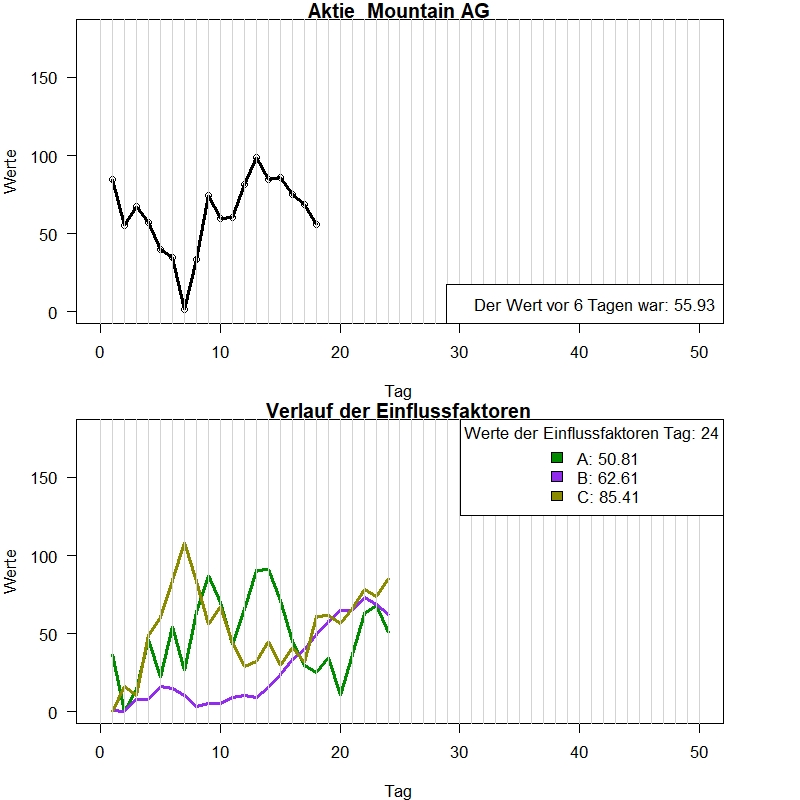 Aktie  Mountain AG
Werte
150
100
50
0
Der Wert vor 6 Tagen war: 55.93
0 10 20 30 40 50
Tag
Verlauf der Einflussfaktoren
Werte
150
100
50
0
Werte der Einflussfaktoren Tag: 24
A: 50.81
B: 62.61
C: 85.41
0 10 20 30 40 50
Tag